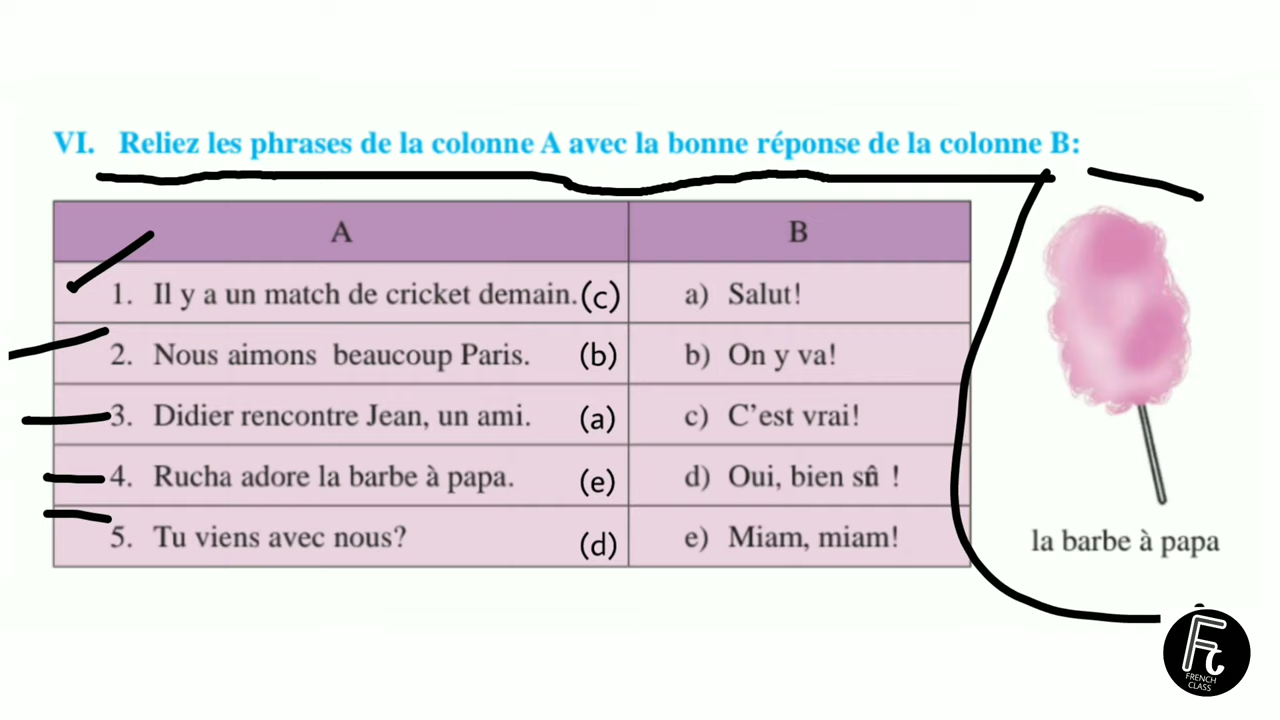 VI. Reliez les phrases de la colonne A avec la bonne réponse de la colonne B:
A B
1. Il y a un match de cricket demain. (c) a) Salut!
2. Nous aimons beaucoup Paris. (b) b) On y va!
3. Didier rencontre Jean, un ami. (a) c) C'est vrai!
4. Rucha adore la barbe à papa. (e) d) Oui, bien sn̂ !
5. Tu viens avec nous? (d) e) Miam, miam!
la barbe à papa
Fc
FRENCH
CLASS